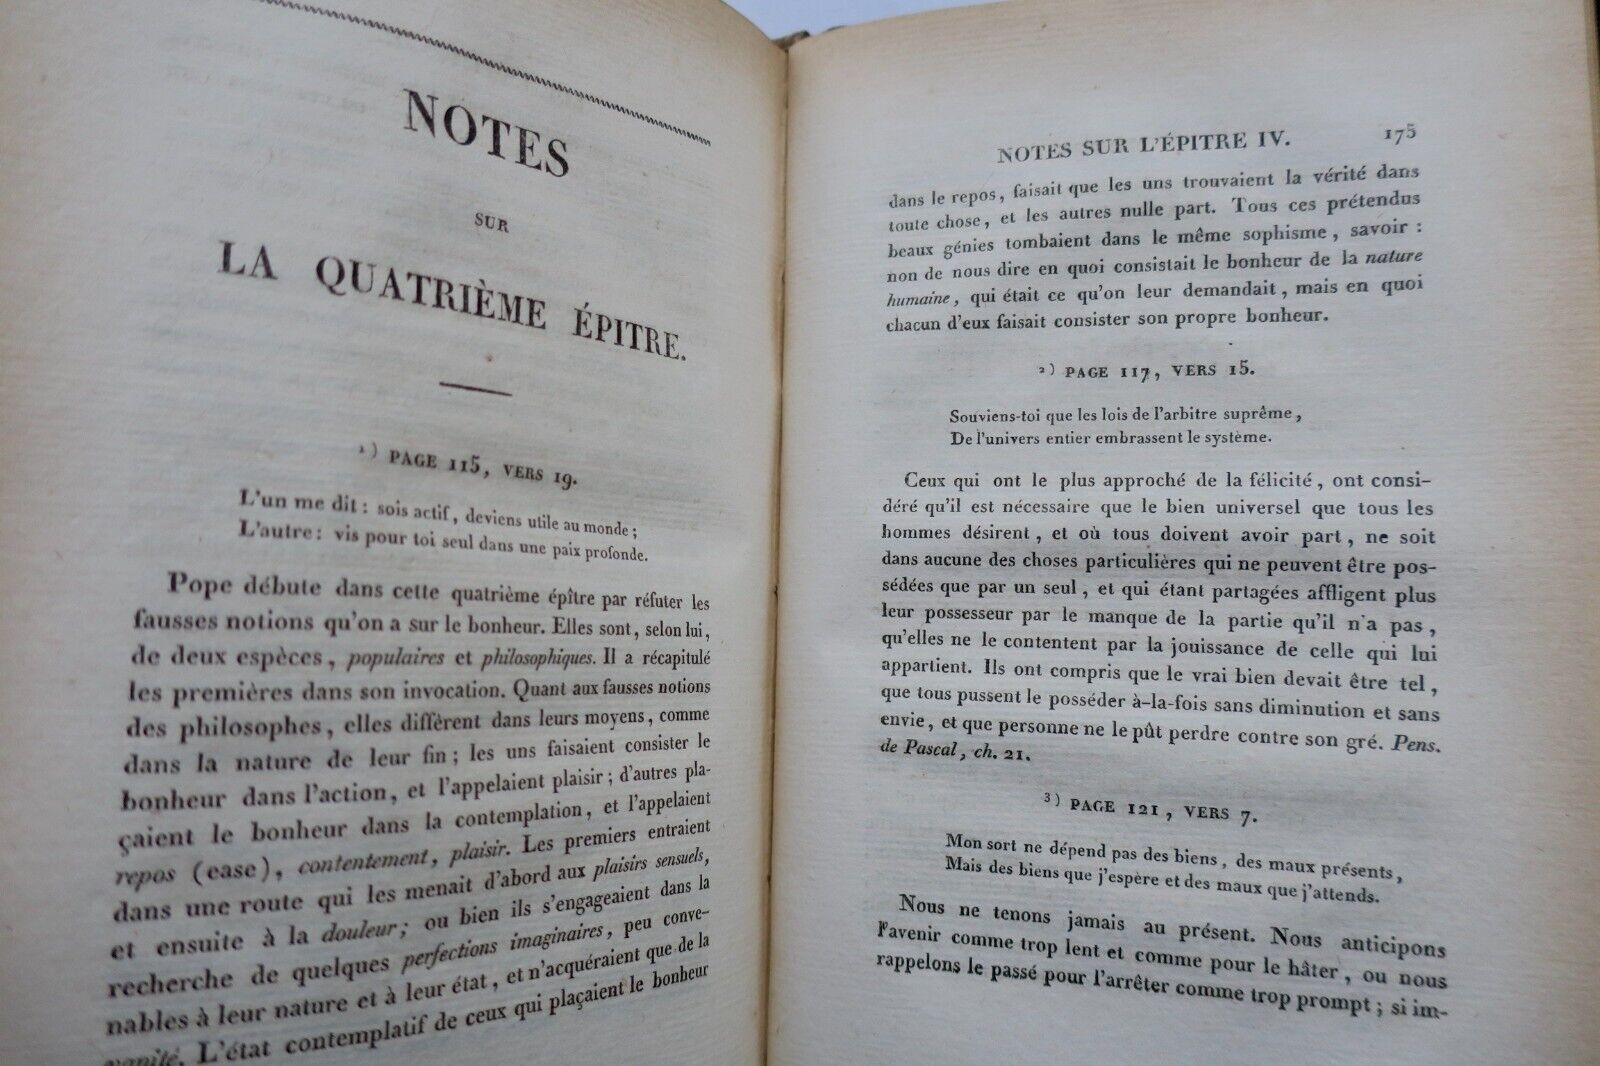 NOTES
SUR
LA QUATRIÈME ÉPITRE.
1) PAGE 115, VERS 19.
L'un me dit : sois actif, deviens utile au monde ;
L'autre : vis pour toi seul dans une paix profonde.
Pope débute dans cette quatrième épître par réfuter les
fausses notions qu'on a sur le bonheur. Elles sont, selon lui,
de deux espèces, populaires et philosophiques. Il a récapitulé
les premières dans son invocation. Quant aux fausses notions
des philosophes, elles diffèrent dans leurs moyens, comme
dans la nature de leur fin ; les uns faisaient consister le
bonheur dans l'action, et l'appelaient plaisir ; d'autres pla-
çaient le bonheur dans la contemplation, et l'appelaient
repos (ease), contentement, plaisir. Les premiers entraient
dans une route qui les menait d'abord aux plaisirs sensuels,
et ensuite à la douleur ; ou bien ils s'engageaient dans la
recherche de quelques perfections imaginaires, peu conve-
nables à leur nature et à leur état, et n'acquéraient que de la
vanité. L'état contemplatif de ceux qui plaçaient le bonheur
NOTES SUR L'ÉPITRE IV. 175
dans le repos, faisait que les uns trouvaient la vérité dans
toute chose, et les autres nulle part. Tous ces prétendus
beaux génies tombaient dans le même sophisme, savoir :
non de nous dire en quoi consistait le bonheur de la nature
humaine, qui était ce qu'on leur demandait, mais en quoi
chacun d'eux faisait consister son propre bonheur.
2) PAGE 117, VERS 15.
Souviens-toi que les lois de l'arbitre suprême,
De l'univers entier embrassent le système.
Ceux qui ont le plus approché de la félicité, ont consi-
déré qu'il est nécessaire que le bien universel que tous les
hommes désirent, et où tous doivent avoir part, ne soit
dans aucune des choses particulières qui ne peuvent être pos-
sédées que par un seul, et qui étant partagées affligent plus
leur possesseur par le manque de la partie qu'il n'a pas,
qu'elles ne le contentent par la jouissance de celle qui lui
appartient. Ils ont compris que le vrai bien devait être tel,
que tous pussent le posséder à-la-fois sans diminution et sans
envie, et que personne ne le pût perdre contre son gré. Pens.
de Pascal, ch. 21.
3) PAGE 121, VERS 7.
Mon sort ne dépend pas des biens, des maux présents,
Mais des biens que j'espère et des maux que j'attends.
Nous ne tenons jamais au présent. Nous anticipons
l'avenir comme trop lent et comme pour le hâter, ou nous
rappelons le passé pour l'arrêter comme trop prompt ; si im-